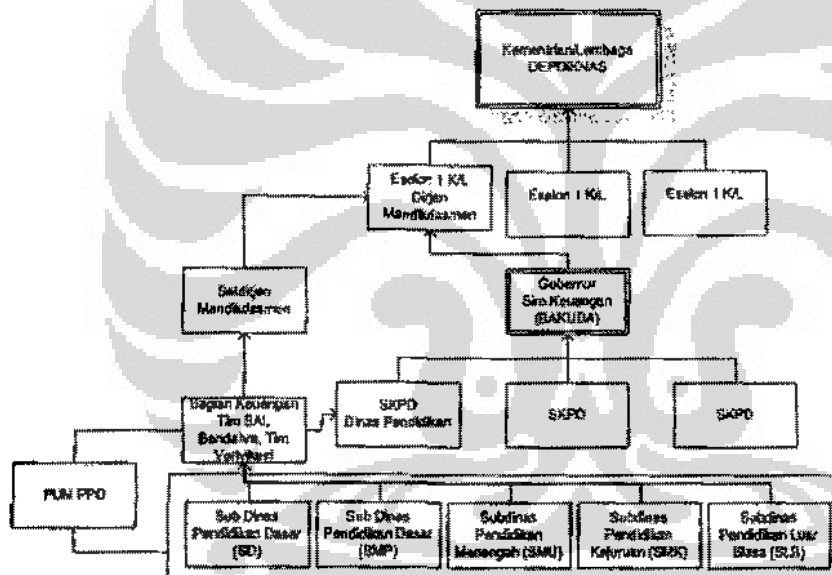 Kementrian/Lembaga
DEPDIKNAS
Eselon 1 K/L
Dirjen
Mandikdasmen
Eselon 1 K/L
Eselon 1 K/L
Setdirjen
Mandikdasmen
Gubernur
Biro Keuangan
(BAKUDA)
Bagian Keuangan
Tim SAI,
Bendahra, Tim
Verifikasi
SKPD
Dinas Pendidikan
SKPD
SKPD
PUM PPD
Sub Dinas
Pendidikan Dasar
(SD)
Sub Dinas
Pendidikan Dasar
(SMP)
Subdinas
Pendidikan
Menengah (SMU)
Subdinas
Pendidikan
Kejuruan (SMK)
Subdinas
Pendidikan Luar
Biasa (SLB)